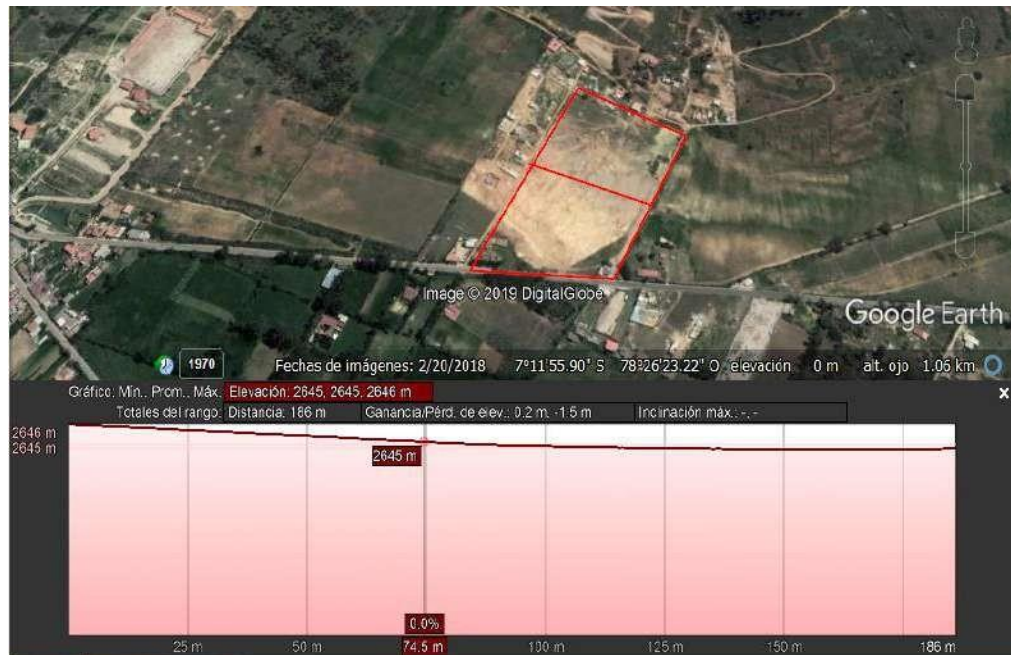 Image © 2019 DigitalGlobe
Google Earth
1970
Fechas de imágenes: 2/20/2018 7°11'55.90" S 78°26'23.22" O elevación 0 m alt. ojo 1.06 km
Gráfico: Mín., Prom., Máx. Elevación: 2645, 2645, 2646 m
x
Totales del rango: Distancia: 186 m Ganancia/Pérd. de elev.: 0.2 m, -1.5 m Inclinación máx.: -, -
2646 m
2645 m
2645 m
0.0%
25 m 50 m 74.5 m 100 m 125 m 150 m 186 m